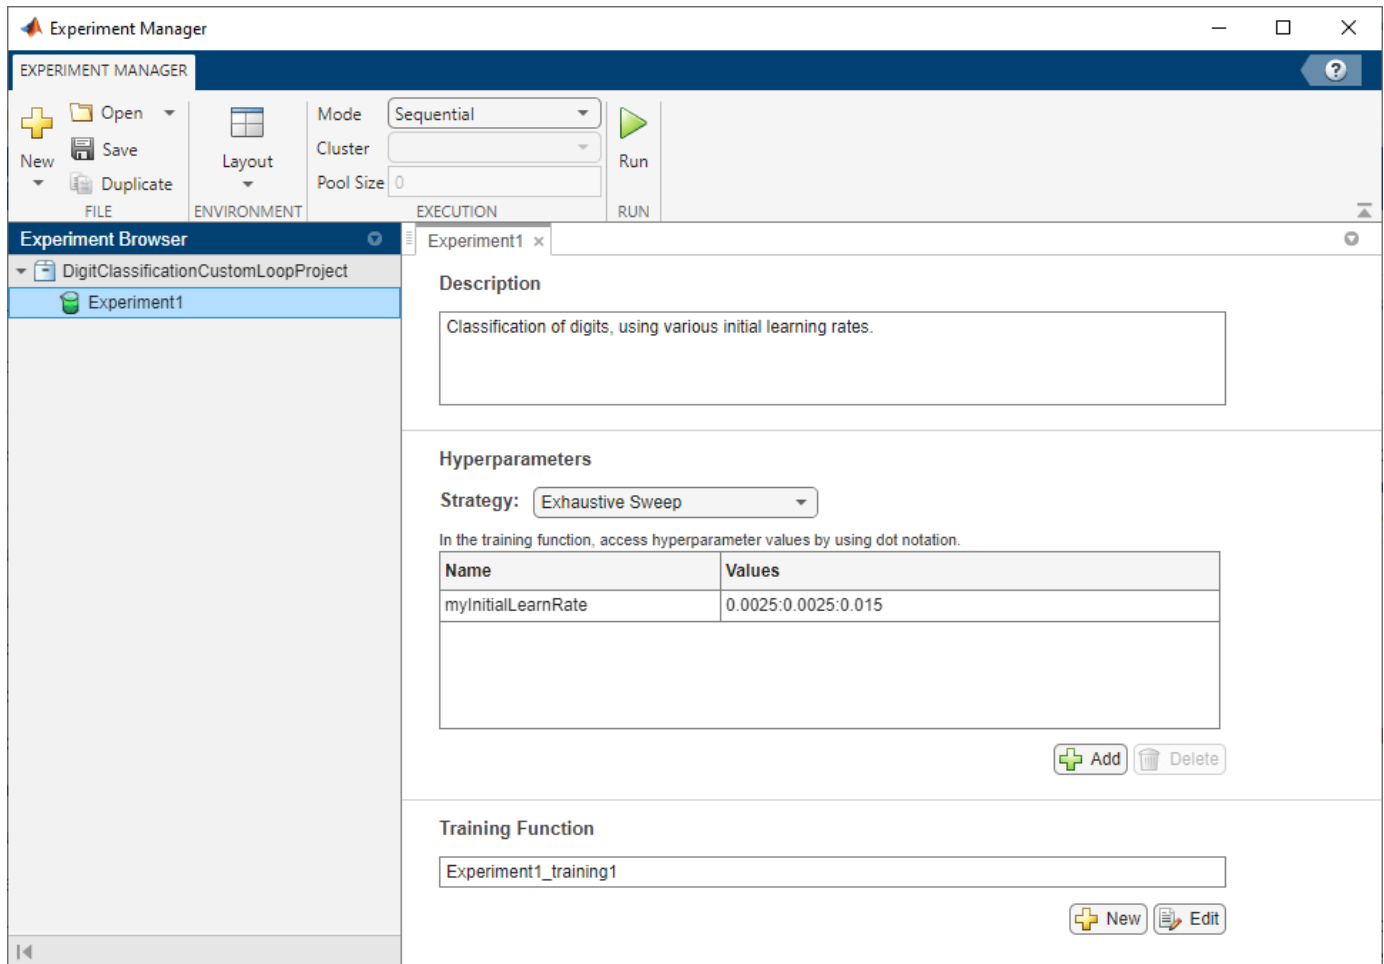 Experiment Manager
EXPERIMENT MANAGER
?
New
Open
Save
Duplicate
FILE
Layout
ENVIRONMENT
Mode Sequential
Cluster
Pool Size 0
EXECUTION
Run
RUN
Experiment Browser
DigitClassificationCustomLoopProject
Experiment1
Experiment1 ×
Description
Classification of digits, using various initial learning rates.
Hyperparameters
Strategy: Exhaustive Sweep
In the training function, access hyperparameter values by using dot notation.
Name Values
myInitialLearnRate 0.0025:0.0025:0.015
Add Delete
Training Function
Experiment1_training1
New Edit